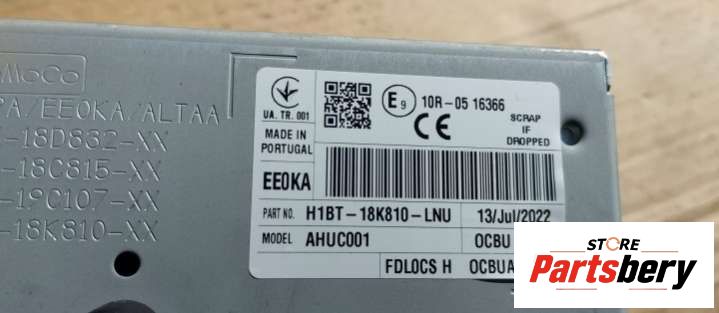 MoCo
A/EE0KA/ALTAA
-18D832-XX
-18C815-XX
-19C107-XX
-18K810-XX
UA. TR. 001
E9 10R-05 16366
CE
SCRAP
IF
DROPPED
MADE IN
PORTUGAL
EE0KA
PART NO. H1BT-18K810-LNU 13/Jul/2022
MODEL AHUC001 OCBU
FDLOCS H OCBUA
STORE
Partsbery